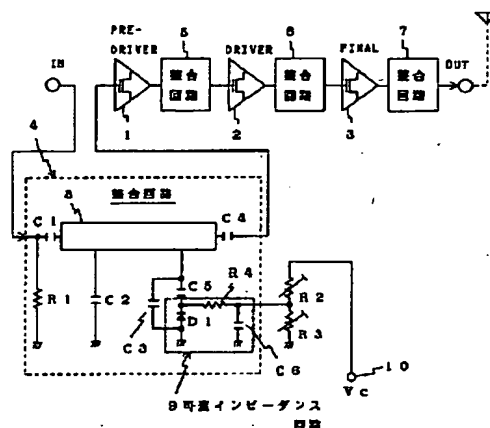 PRE-
DRIVER
5
DRIVER
6
FINAL
7
IN
OUT
整合
回路
整合
回路
整合
回路
1
2
3
4
整合回路
8
C1
C4
R1
C2
C3
C5
R4
D1
C6
R2
R3
10
Vc
9可変インピーダンス
回路